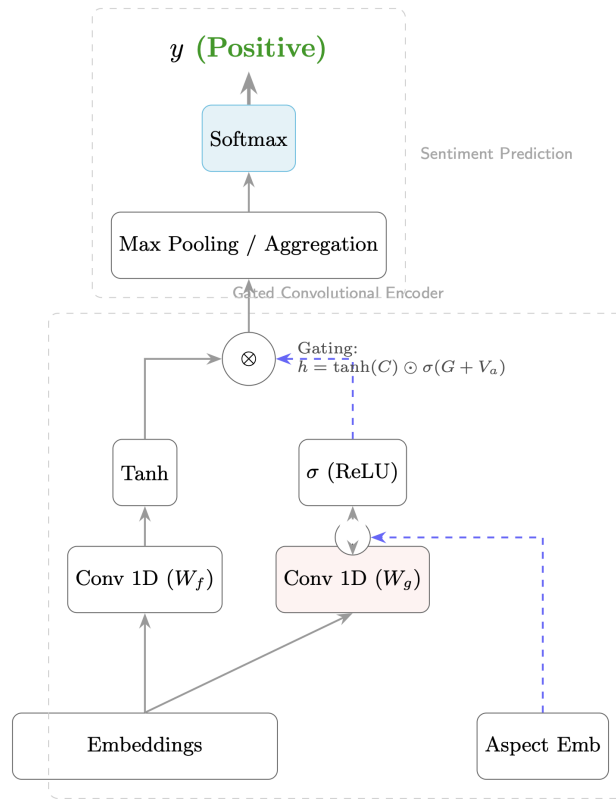 y (Positive)
Softmax
Sentiment Prediction
Max Pooling / Aggregation
Gated Convolutional Encoder
⊗
Gating:
h = tanh(C) ⊙ σ(G + Vₐ)
Tanh
σ (ReLU)
Conv 1D (W_f)
Conv 1D (W_g)
Embeddings
Aspect Emb